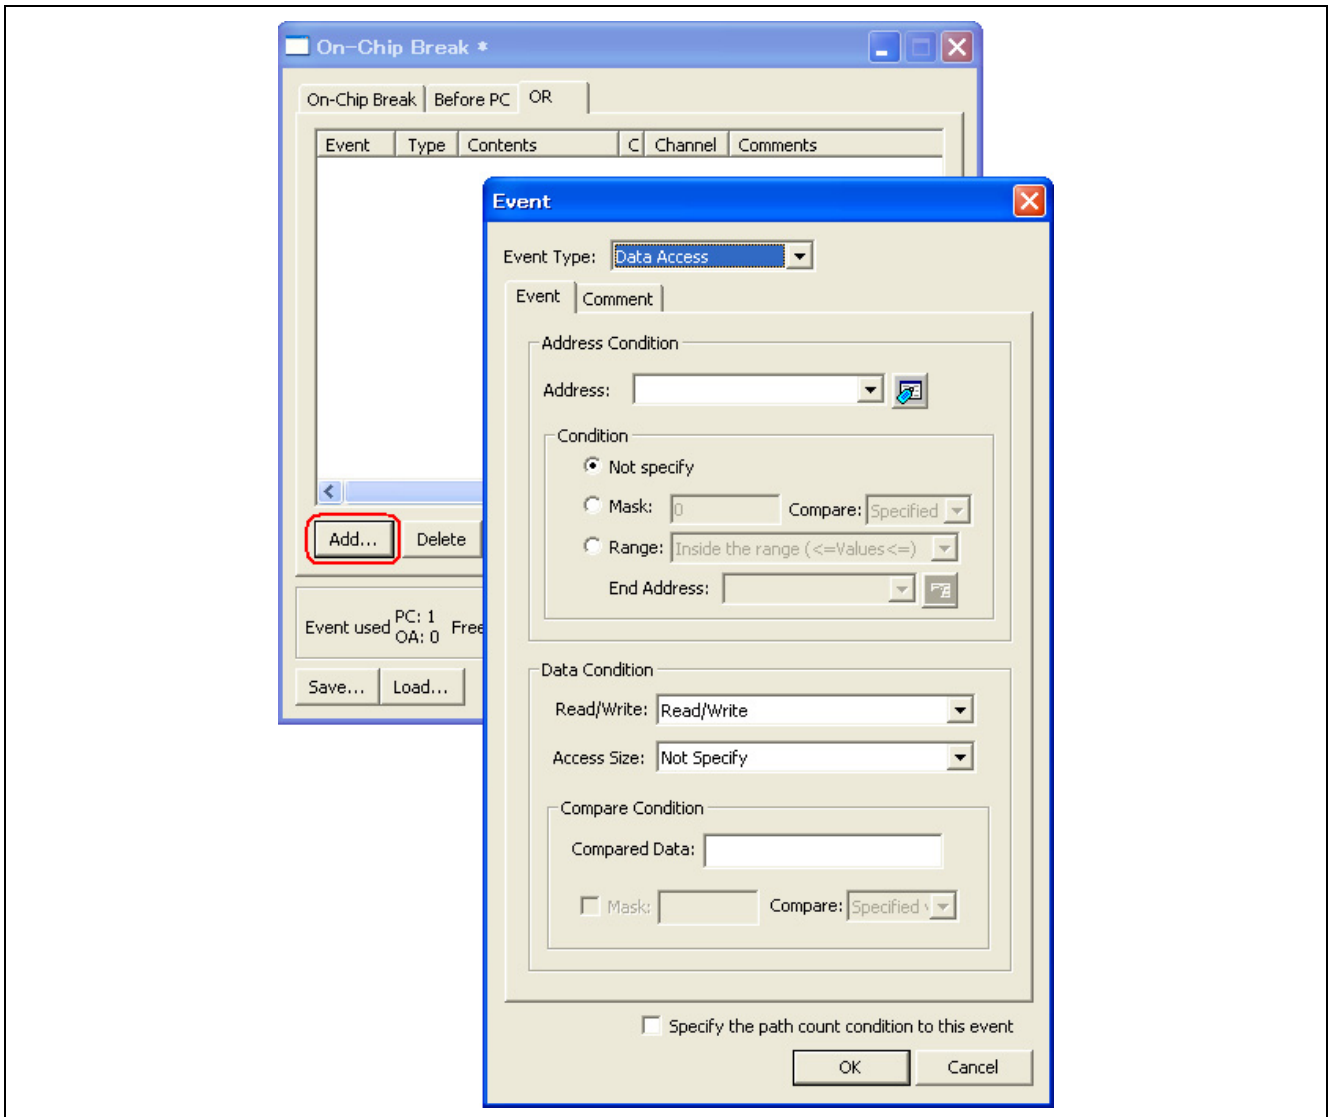 On-Chip Break *
On-Chip Break Before PC OR
Event Type Contents C Channel Comments
Event
Event Type: Data Access
Event Comment
Address Condition
Address:
Condition
Not specify
Mask: 0 Compare: Specified
Range: Inside the range (<=Values<=)
End Address:
Add... Delete
Event used PC: 1
OA: 0 Free
Save... Load...
Data Condition
Read/Write: Read/Write
Access Size: Not Specify
Compare Condition
Compared Data:
Mask: Compare: Specified
Specify the path count condition to this event
OK Cancel